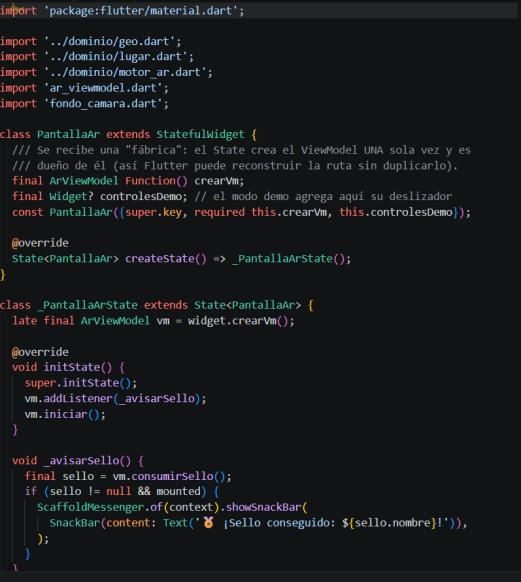 import 'package:flutter/material.dart';
import '../dominio/geo.dart';
import '../dominio/lugar.dart';
import '../dominio/motor_ar.dart';
import 'ar_viewmodel.dart';
import 'fondo_camara.dart';
class PantallaAr extends StatefulWidget {
/// Se recibe una "fábrica": el State crea el ViewModel UNA sola vez y es
/// dueño de él (así Flutter puede reconstruir la ruta sin duplicarlo).
final ArViewModel Function() crearVm;
final Widget? controlesDemo; // el modo demo agrega aquí su deslizador
const PantallaAr({super.key, required this.crearVm, this.controlesDemo});
@override
State<PantallaAr> createState() => _PantallaArState();
}
class _PantallaArState extends State<PantallaAr> {
late final ArViewModel vm = widget.crearVm();
@override
void initState() {
super.initState();
vm.addListener(_avisarSello);
vm.iniciar();
}
void _avisarSello() {
final sello = vm.consumirSello();
if (sello != null && mounted) {
ScaffoldMessenger.of(context).showSnackBar(
SnackBar(content: Text('🏅 ¡Sello conseguido: ${sello.nombre}!')),
);
}
}